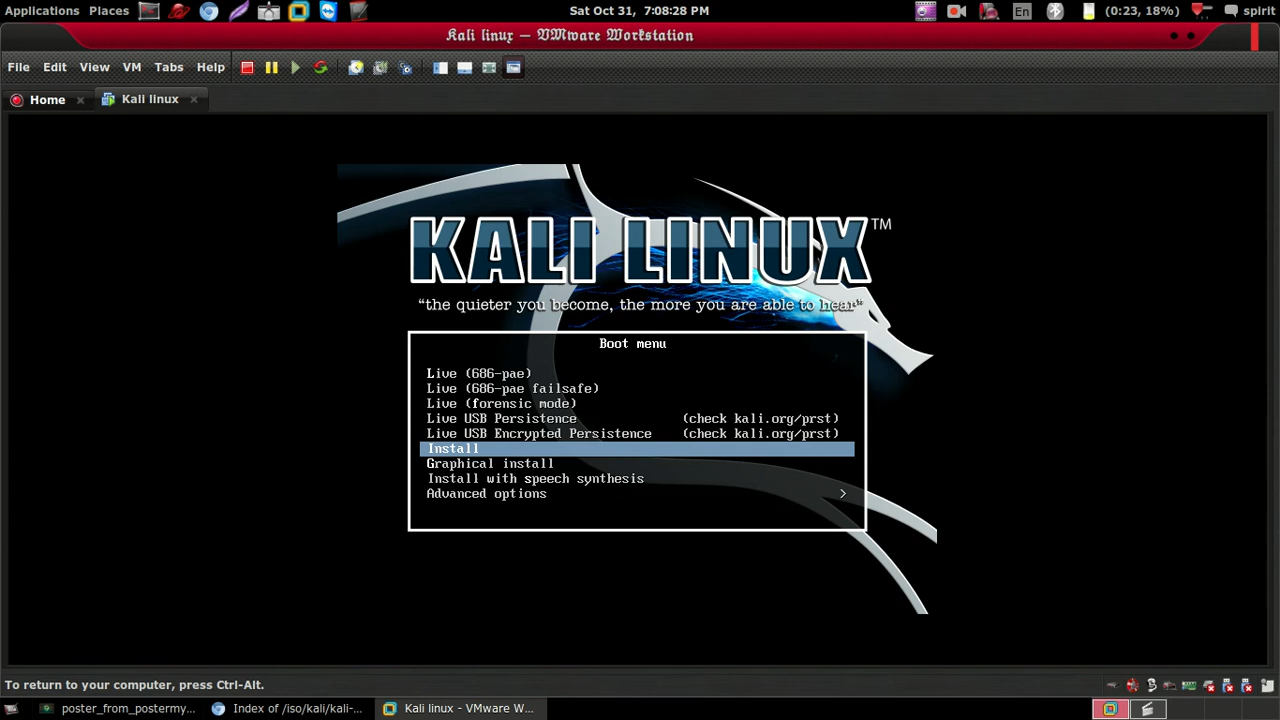 Applications Places Sat Oct 31, 7:08:28 PM En (0:23, 18%) spirit
Kali linux — VMware Workstation
File Edit View VM Tabs Help
Home × Kali linux ×
KALI LINUX™
“the quieter you become, the more you are able to hear”
Boot menu
Live (686-pae)
Live (686-pae failsafe)
Live (forensic mode)
Live USB Persistence (check kali.org/prst)
Live USB Encrypted Persistence (check kali.org/prst)
Install
Graphical install
Install with speech synthesis
Advanced options >
To return to your computer, press Ctrl-Alt.
poster_from_postermy... Index of /iso/kali/kali-... Kali linux - VMware W...